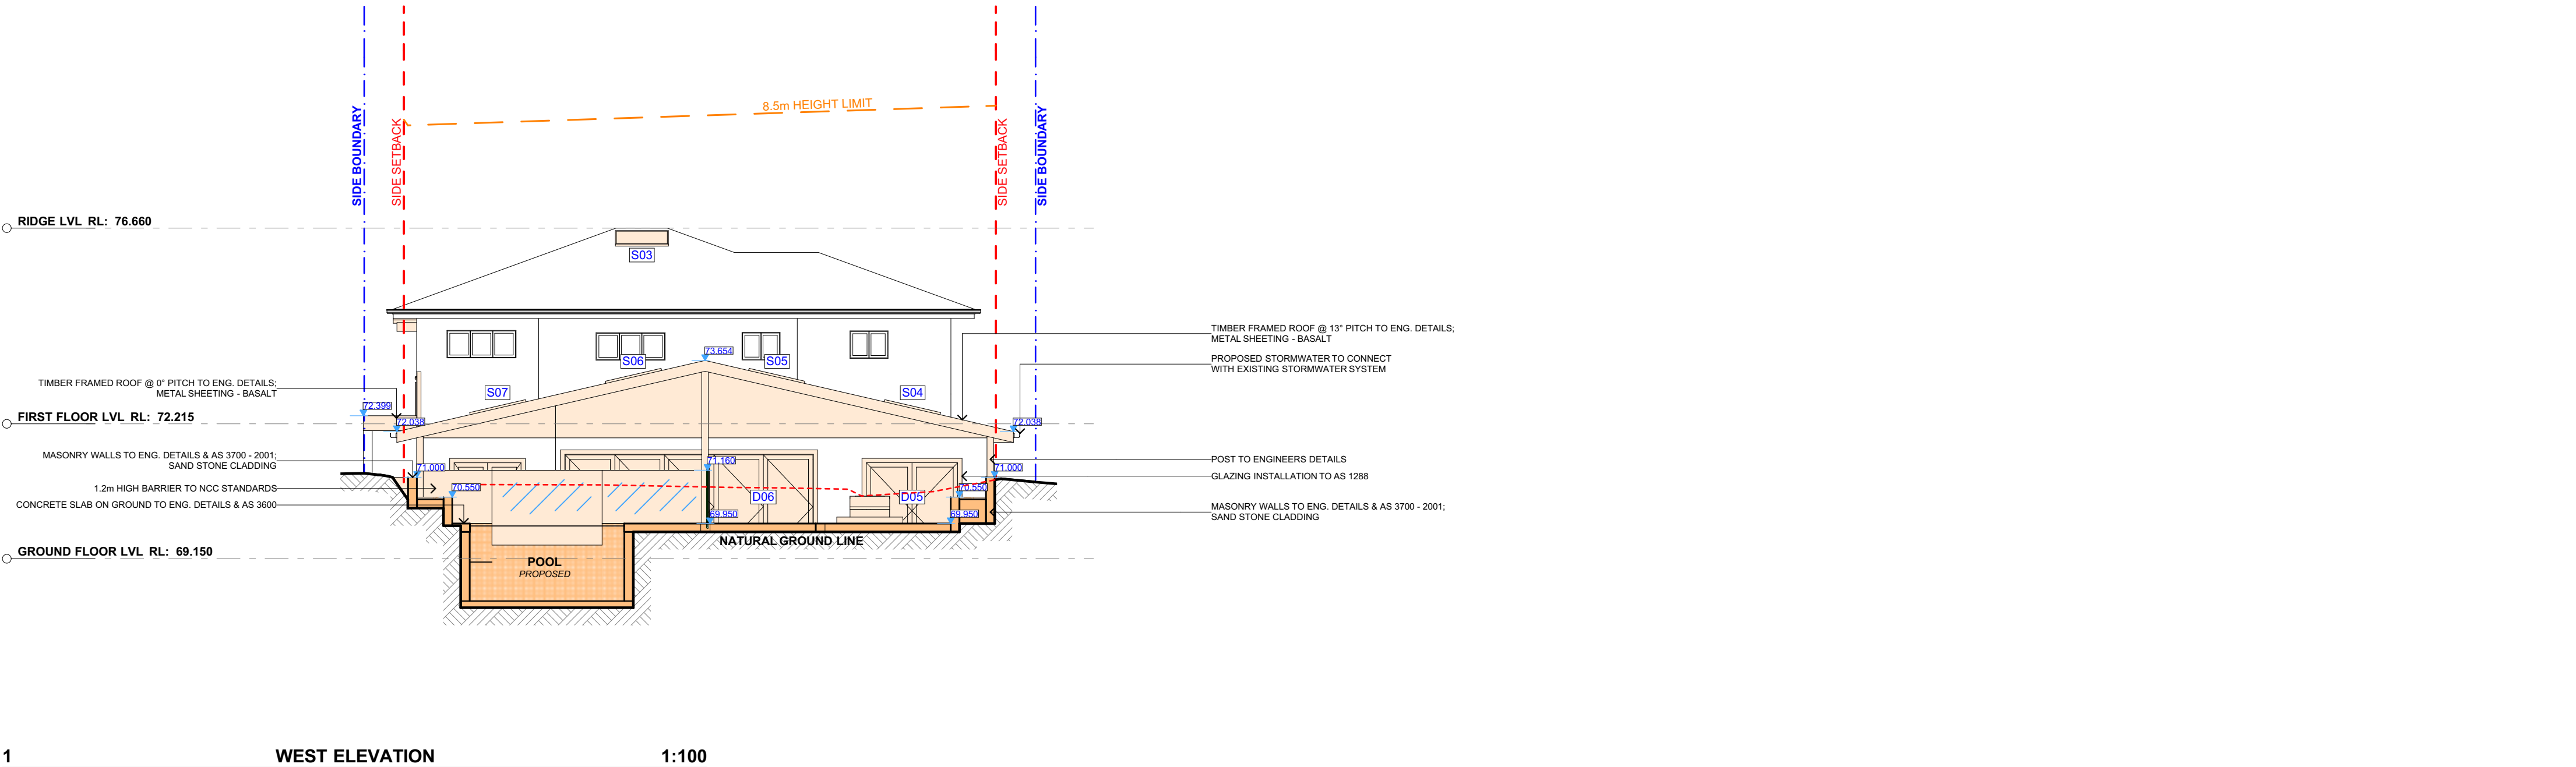 8.5m HEIGHT LIMIT
SIDE BOUNDARY
SIDE SETBACK
SIDE SETBACK
SIDE BOUNDARY
RIDGE LVL RL: 76.660
S03
TIMBER FRAMED ROOF @ 13° PITCH TO ENG. DETAILS;
METAL SHEETING - BASALT
PROPOSED STORMWATER TO CONNECT
WITH EXISTING STORMWATER SYSTEM
73.654
S06
S05
TIMBER FRAMED ROOF @ 0° PITCH TO ENG. DETAILS;
METAL SHEETING - BASALT
S07
S04
72.399
FIRST FLOOR LVL RL: 72.215
72.038
72.038
MASONRY WALLS TO ENG. DETAILS & AS 3700 - 2001;
SAND STONE CLADDING
71.000
71.160
71.000
POST TO ENGINEERS DETAILS
GLAZING INSTALLATION TO AS 1288
1.2m HIGH BARRIER TO NCC STANDARDS
70.550
D06
D05
70.550
CONCRETE SLAB ON GROUND TO ENG. DETAILS & AS 3600
69.950
69.950
MASONRY WALLS TO ENG. DETAILS & AS 3700 - 2001;
SAND STONE CLADDING
NATURAL GROUND LINE
GROUND FLOOR LVL RL: 69.150
POOL
PROPOSED
1 WEST ELEVATION 1:100